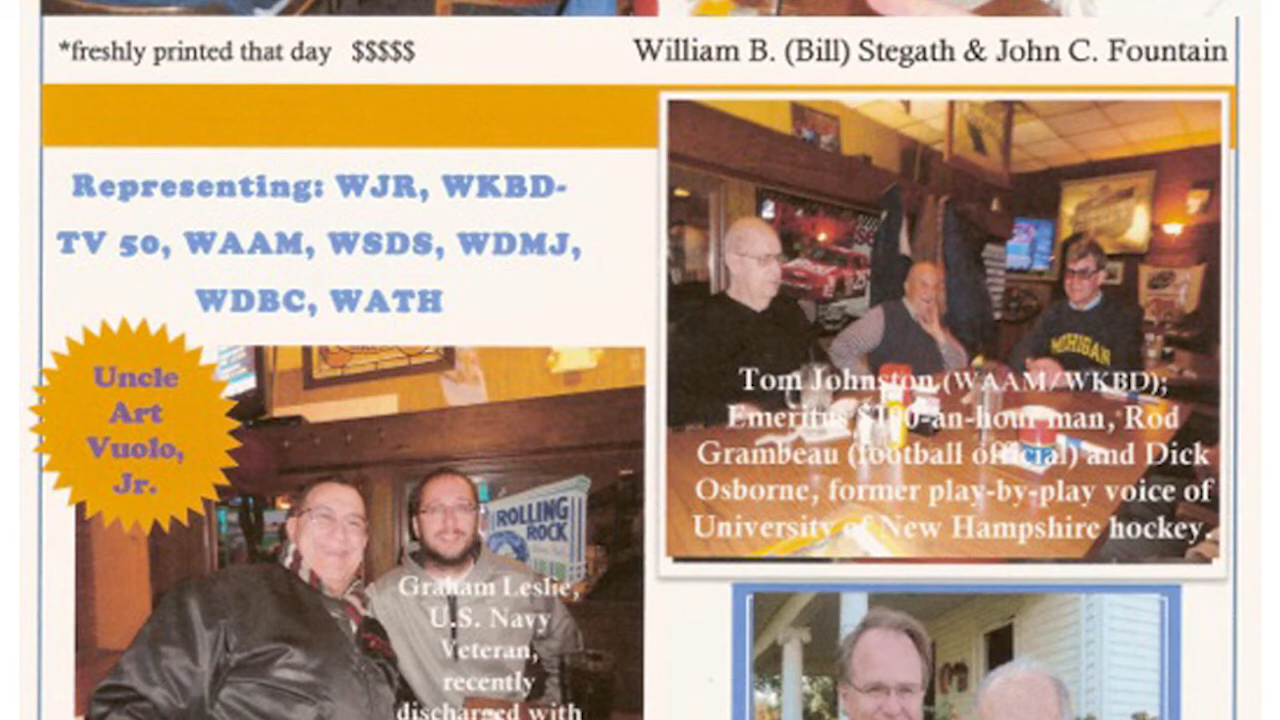 *freshly printed that day $$$$$
William B. (Bill) Stegath & John C. Fountain
Representing: WJR, WKBD-
TV 50, WAAM, WSDS, WDMJ,
WDBC, WATH
Uncle
Art
Vuolo,
Jr.
ROLLING
ROCK
Graham Leslie,
U.S. Navy
Veteran,
recently
discharged with
MICHIGAN
Tom Johnston (WAAM/WKBD);
Emeritus $100-an-hour man, Rod
Grambeau (football official) and Dick
Osborne, former play-by-play voice of
University of New Hampshire hockey.